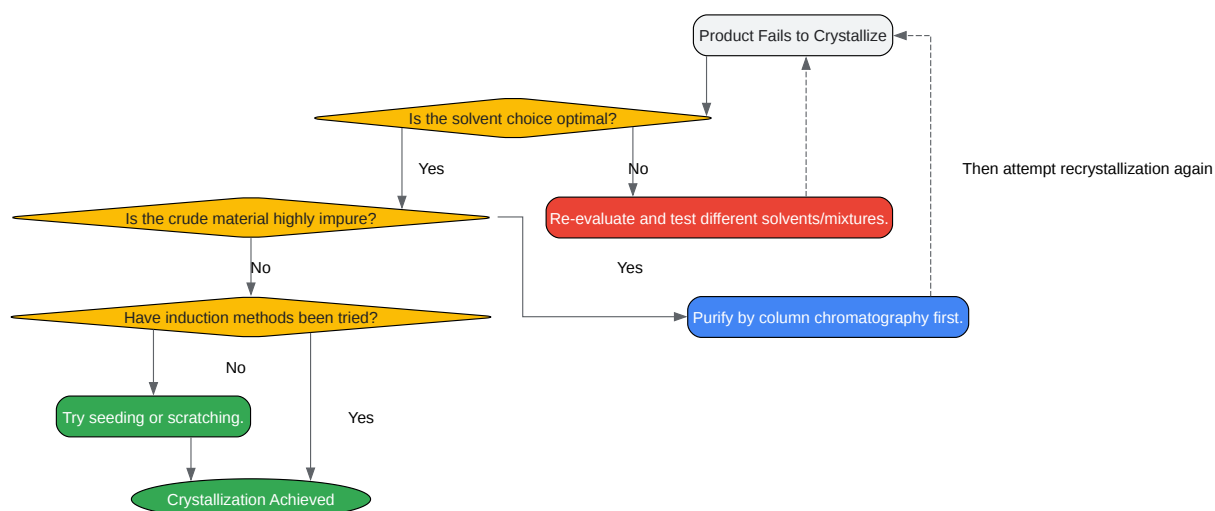 Product Fails to Crystallize
Is the solvent choice optimal?
Yes
No
Then attempt recrystallization again
Is the crude material highly impure?
Re-evaluate and test different solvents/mixtures.
No
Yes
Have induction methods been tried?
Purify by column chromatography first.
No
Try seeding or scratching.
Yes
Crystallization Achieved